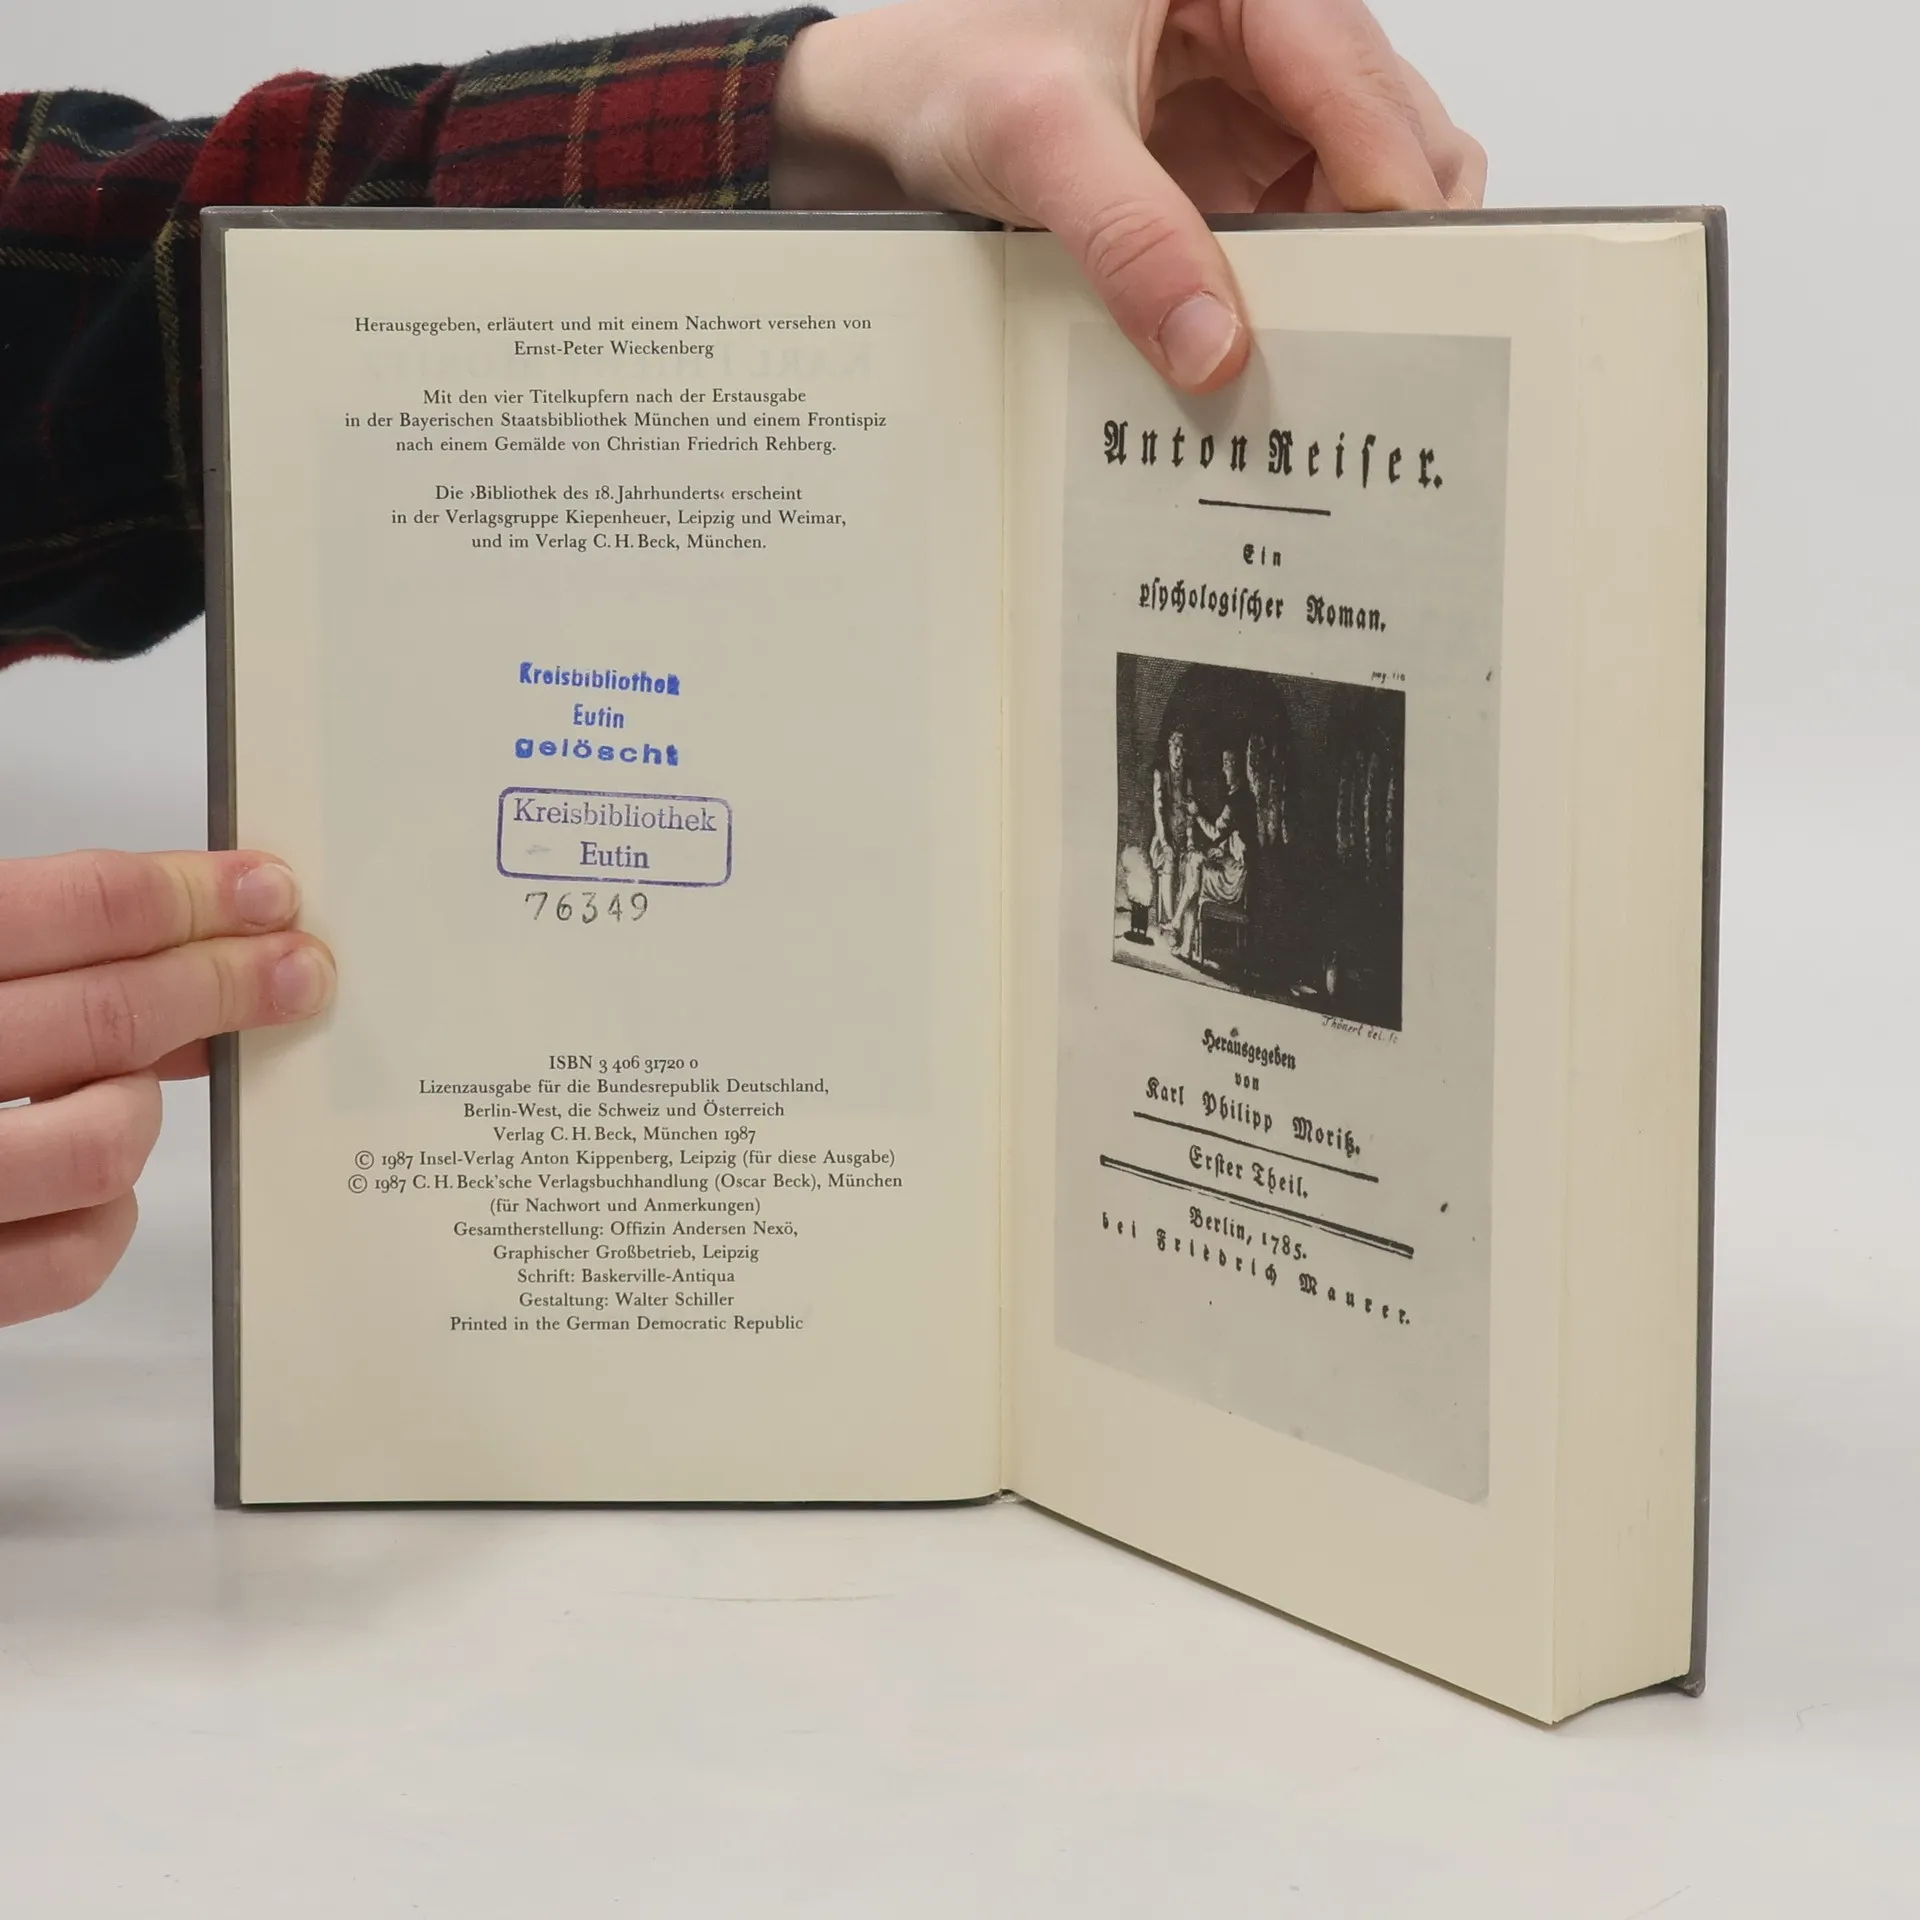 Herausgegeben, erläutert und mit einem Nachwort versehen von
Ernst-Peter Wieckenberg
Mit den vier Titelkupfern nach der Erstausgabe
in der Bayerischen Staatsbibliothek München und einem Frontispiz
nach einem Gemälde von Christian Friedrich Rehberg.
Die ›Bibliothek des 18. Jahrhunderts‹ erscheint
in der Verlagsgruppe Kiepenheuer, Leipzig und Weimar,
und im Verlag C. H. Beck, München.
Kreisbibliothek
Eutin
gelöscht
Kreisbibliothek
Eutin
76349
ISBN 3 406 31720 0
Lizenzausgabe für die Bundesrepublik Deutschland,
Berlin-West, die Schweiz und Österreich
Verlag C. H. Beck, München 1987
© 1987 Insel-Verlag Anton Kippenberg, Leipzig (für diese Ausgabe)
© 1987 C. H. Beck'sche Verlagsbuchhandlung (Oscar Beck), München
(für Nachwort und Anmerkungen)
Gesamtherstellung: Offizin Andersen Nexö,
Graphischer Großbetrieb, Leipzig
Schrift: Baskerville-Antiqua
Gestaltung: Walter Schiller
Printed in the German Democratic Republic
Anton Reiser.
Ein
psychologischer Roman.
pag. 110
Thönert del. fc
Herausgegeben
von
Karl Philipp Moritz.
Erster Theil.
Berlin, 1785.
bei Friedrich Maurer.